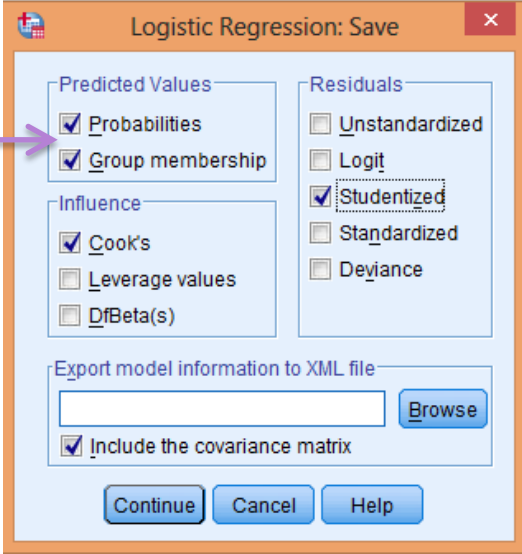 Logistic Regression: Save
Predicted Values
Probabilities
Group membership
Influence
Cook's
Leverage values
DfBeta(s)
Residuals
Unstandardized
Logit
Studentized
Standardized
Deviance
Export model information to XML file
Browse
Include the covariance matrix
Continue Cancel Help